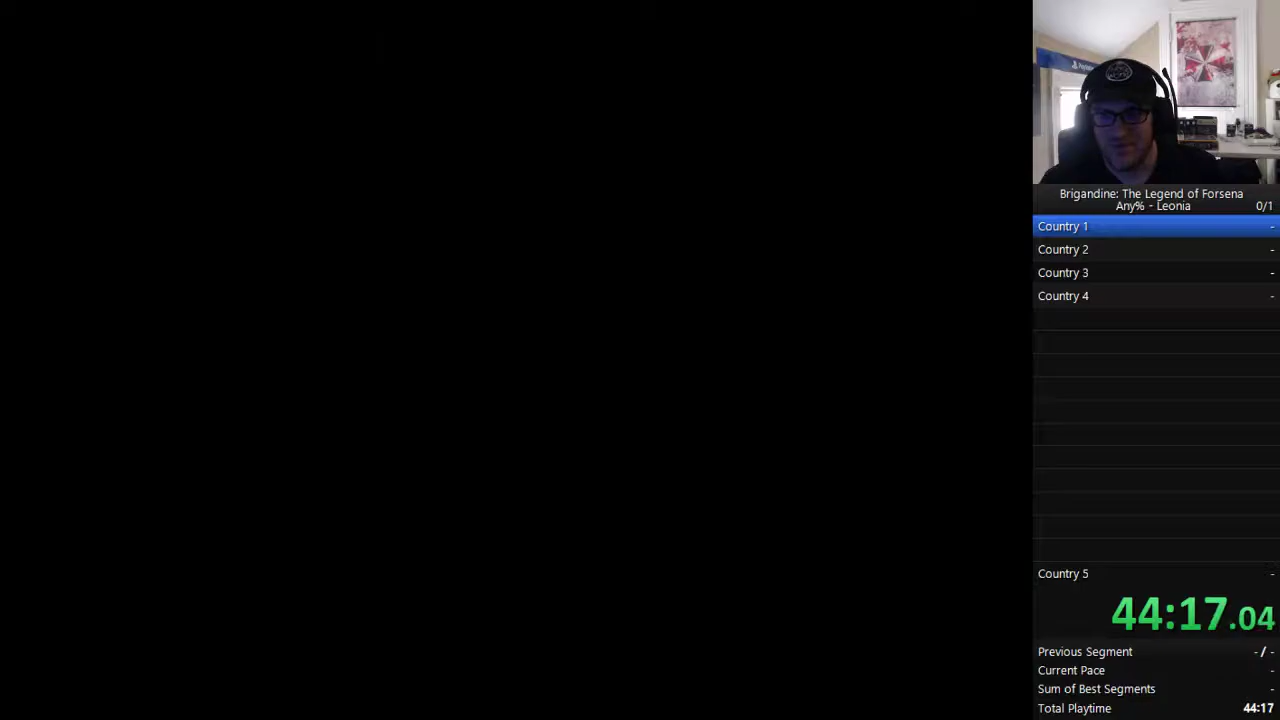 Brigandine: The Legend of Forsena
Any% - Leonia 0/1
Country 1 -
Country 2 -
Country 3 -
Country 4 -
Country 5 -
44:17.04
Previous Segment - / -
Current Pace -
Sum of Best Segments -
Total Playtime 44:17